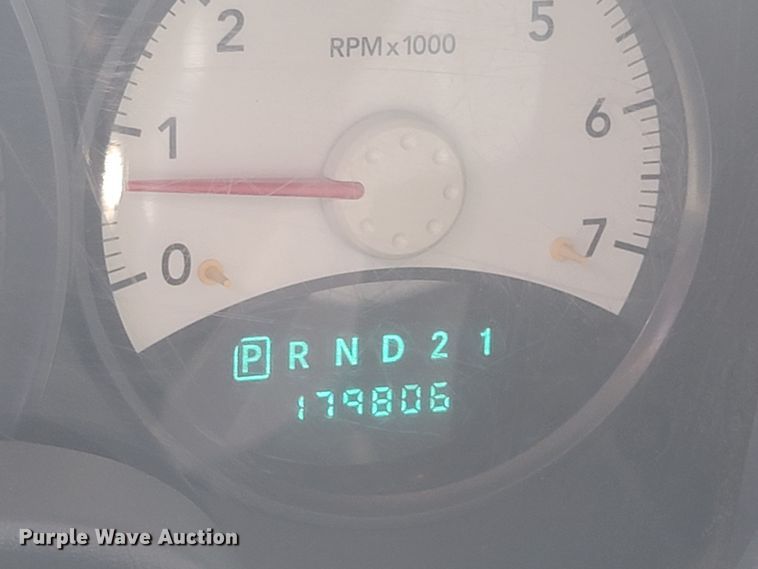 2 5
RPM x 1000
1 6
0 7
P R N D 2 1
179806
Purple Wave Auction